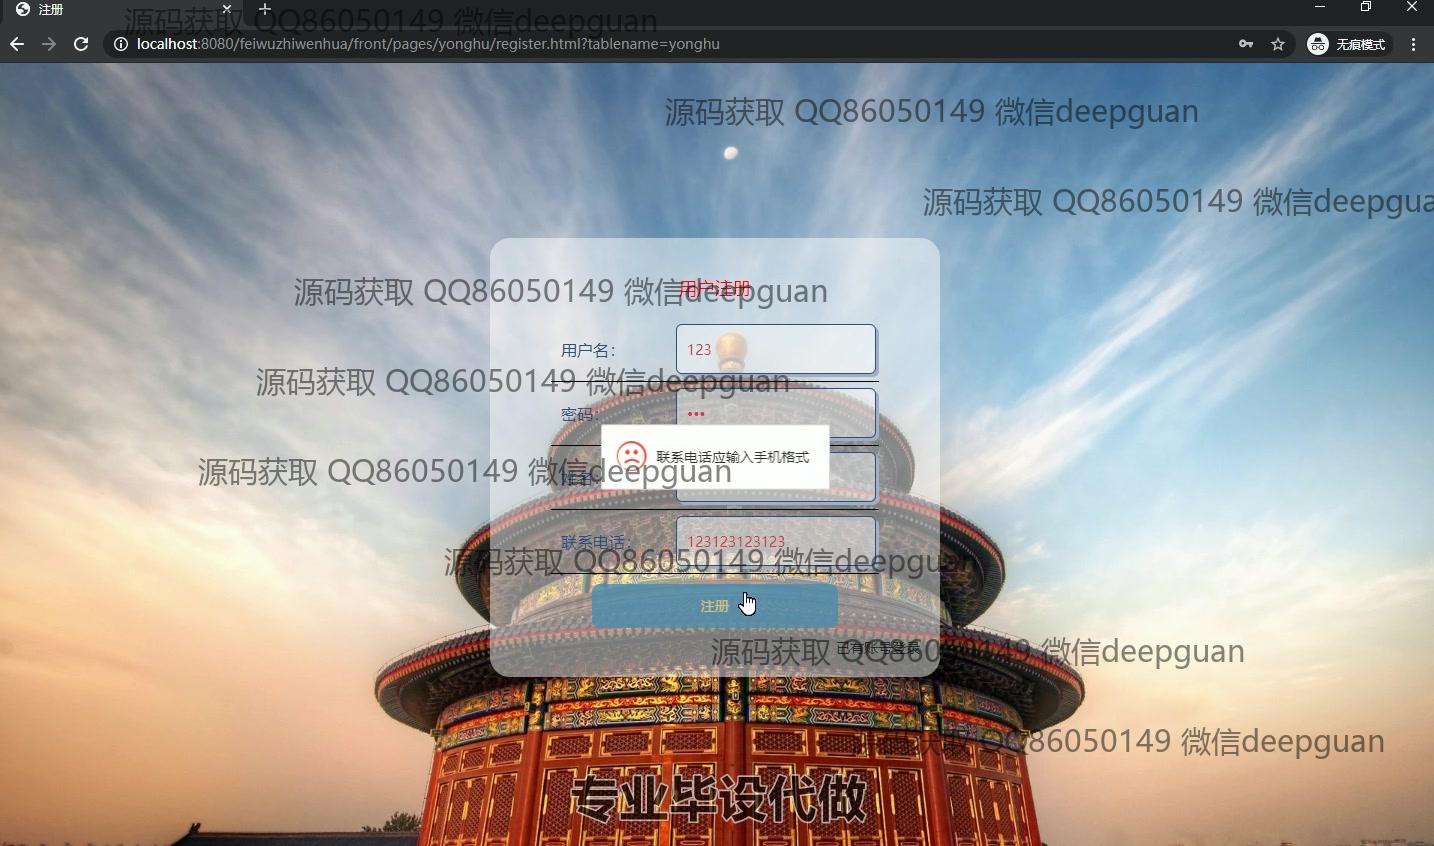 注册
源码获取 QQ86050149 微信deepguan
localhost:8080/feiwuzhiwenhua/front/pages/yonghu/register.html?tablename=yonghu
无痕模式
源码获取 QQ86050149 微信deepguan
源码获取 QQ86050149 微信deepgua
用户注册
源码获取 QQ86050149 微信deepguan
用户名： 123
源码获取 QQ86050149 微信deepguan
密码： •••
联系电话应输入手机格式
源码获取 QQ86050149 微信deepguan
姓名
联系电话： 123123123123
源码获取 QQ86050149 微信deepguan
注册
已有账号登录
源码获取 QQ86050149 微信deepguan
源码获取 QQ86050149 微信deepguan
专业毕设代做